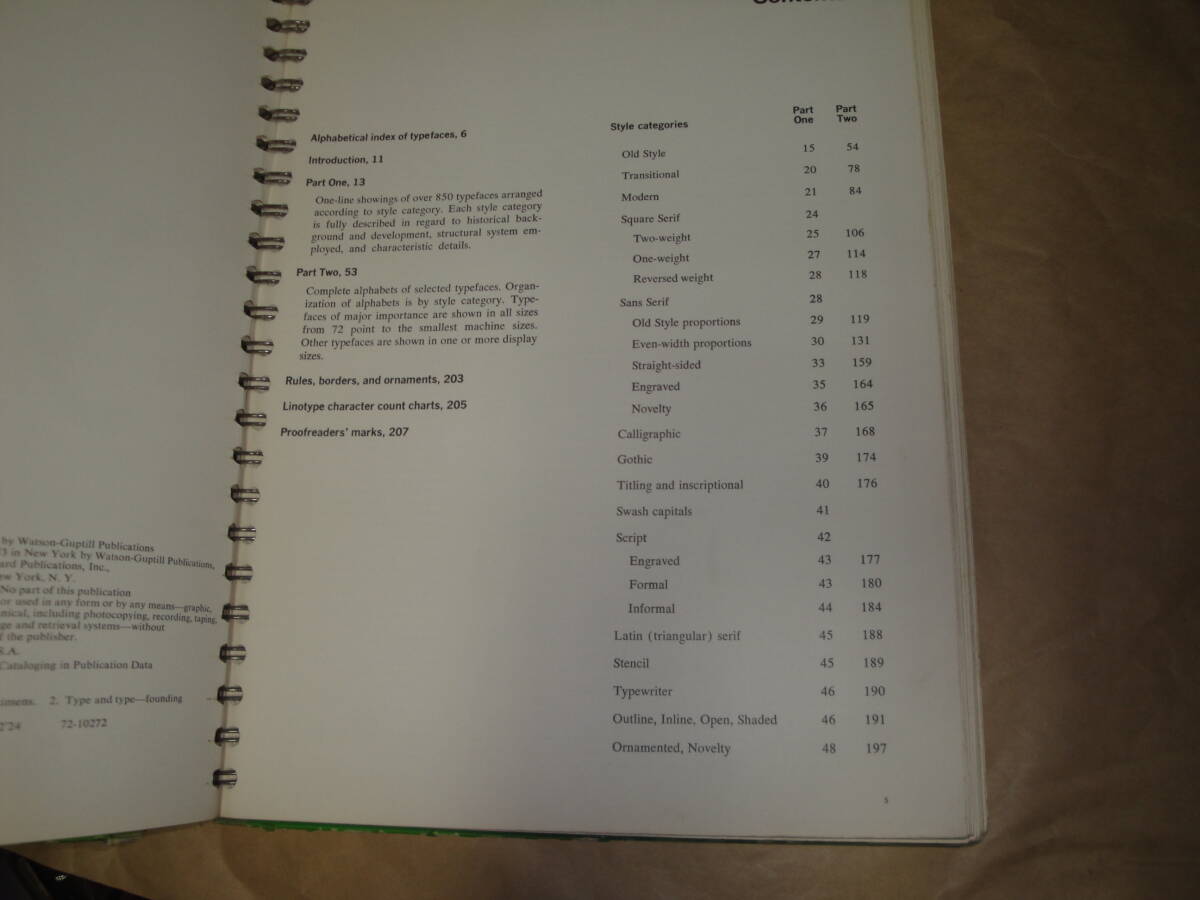 by Watson-Guptill Publications
3 in New York by Watson-Guptill Publications,
ard Publications, Inc.,
ew York, N. Y.
No part of this publication
or used in any form or by any means—graphic,
nical, including photocopying, recording, taping,
ge and retrieval systems—without
f the publisher.
S.A.
Cataloging in Publication Data
imens. 2. Type and type—founding
2'24 72-10272
Alphabetical index of typefaces, 6
Introduction, 11
Part One, 13
One-line showings of over 850 typefaces arranged
according to style category. Each style category
is fully described in regard to historical back-
ground and development, structural system em-
ployed, and characteristic details.
Part Two, 53
Complete alphabets of selected typefaces. Organ-
ization of alphabets is by style category. Type-
faces of major importance are shown in all sizes
from 72 point to the smallest machine sizes.
Other typefaces are shown in one or more display
sizes.
Rules, borders, and ornaments, 203
Linotype character count charts, 205
Proofreaders' marks, 207
Style categories Part One Part Two
Old Style 15 54
Transitional 20 78
Modern 21 84
Square Serif 24
Two-weight 25 106
One-weight 27 114
Reversed weight 28 118
Sans Serif 28
Old Style proportions 29 119
Even-width proportions 30 131
Straight-sided 33 159
Engraved 35 164
Novelty 36 165
Calligraphic 37 168
Gothic 39 174
Titling and inscriptional 40 176
Swash capitals 41
Script 42
Engraved 43 177
Formal 43 180
Informal 44 184
Latin (triangular) serif 45 188
Stencil 45 189
Typewriter 46 190
Outline, Inline, Open, Shaded 46 191
Ornamented, Novelty 48 197
5